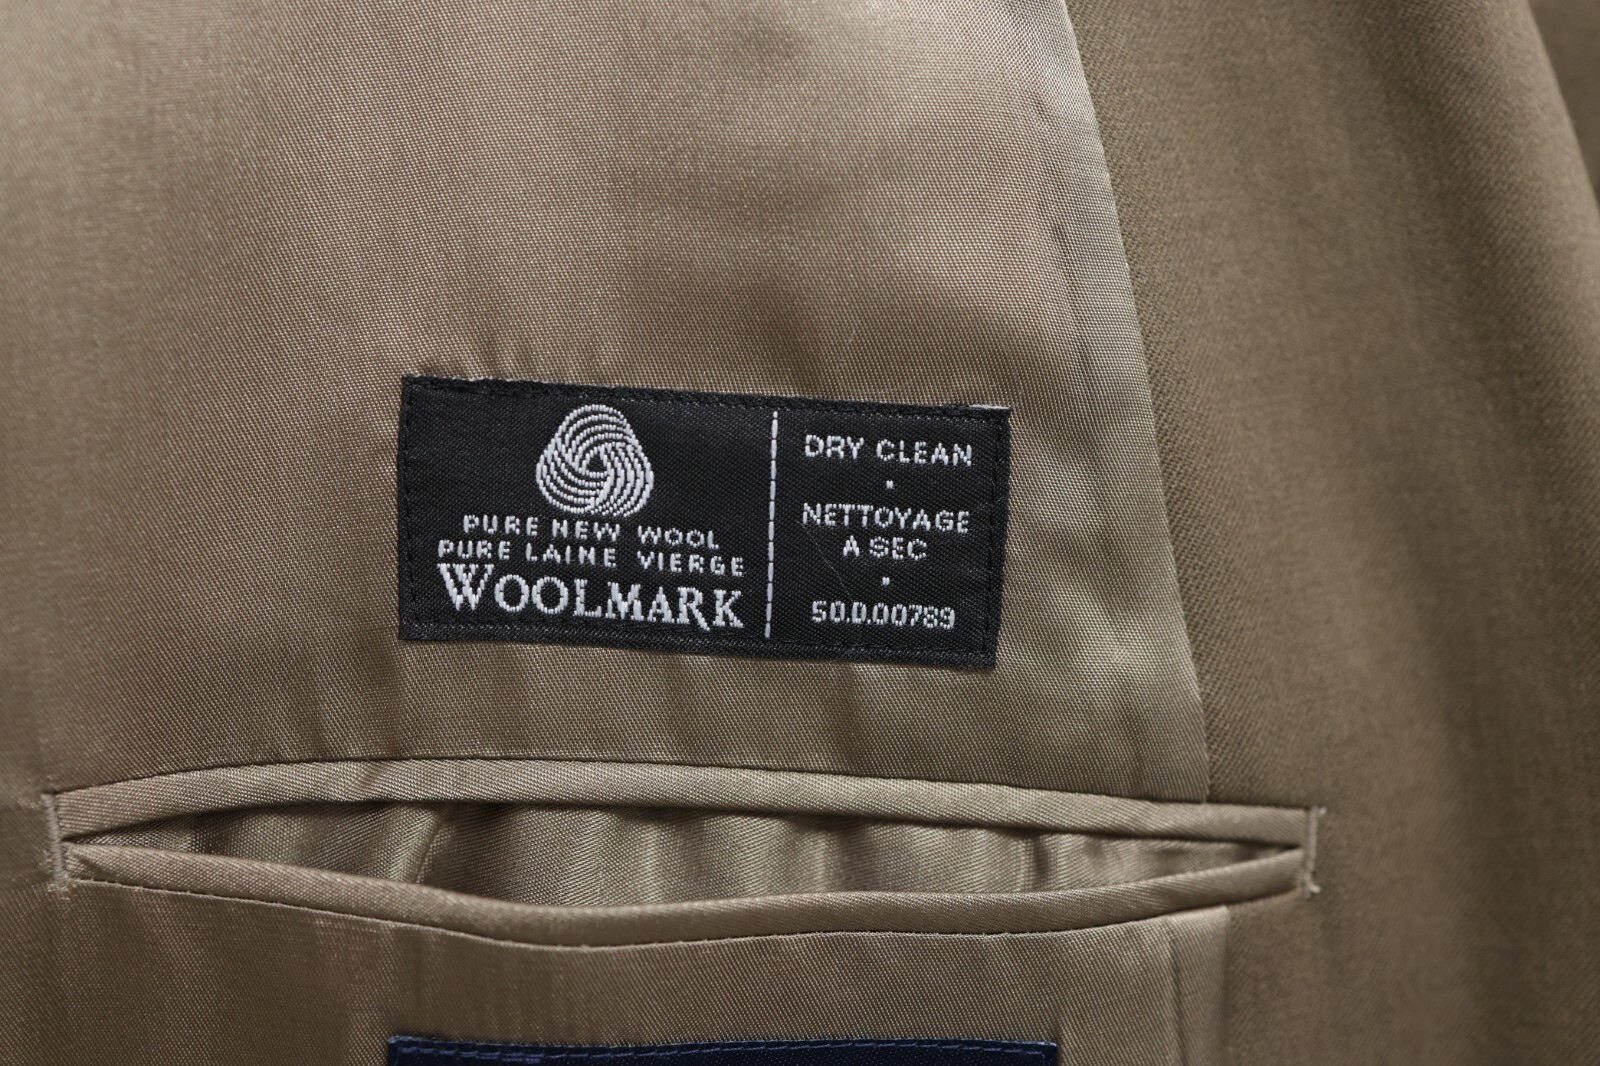 PURE NEW WOOL
PURE LAINE VIERGE
WOOLMARK
DRY CLEAN
.
NETTOYAGE
A SEC
.
50.0.00789